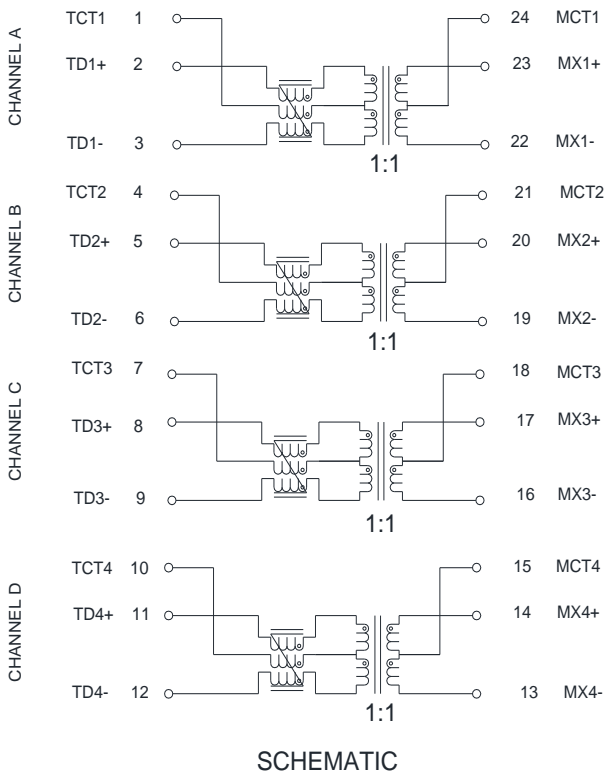 CHANNEL A
TCT1 1 24 MCT1
TD1+ 2 23 MX1+
TD1- 3 22 MX1-
1:1
CHANNEL B
TCT2 4 21 MCT2
TD2+ 5 20 MX2+
TD2- 6 19 MX2-
1:1
CHANNEL C
TCT3 7 18 MCT3
TD3+ 8 17 MX3+
TD3- 9 16 MX3-
1:1
CHANNEL D
TCT4 10 15 MCT4
TD4+ 11 14 MX4+
TD4- 12 13 MX4-
1:1
SCHEMATIC